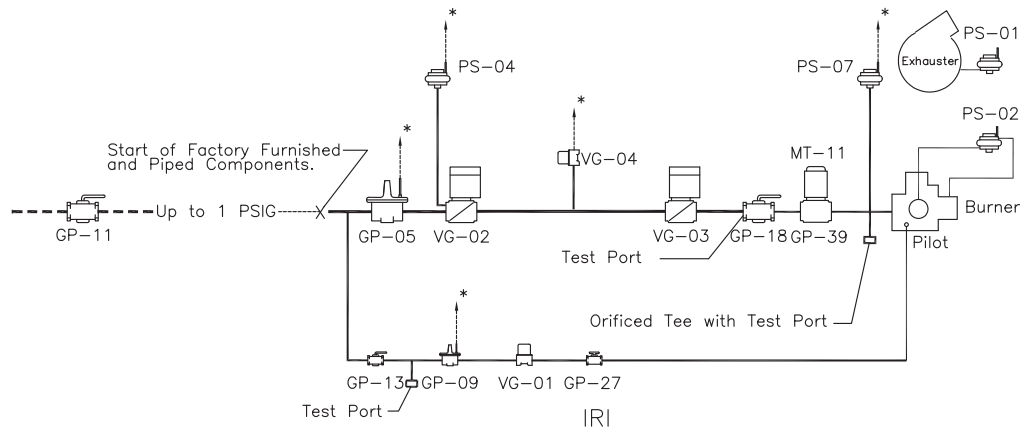 *
*
PS-01
PS-04
PS-07
Exhauster
*
PS-02
*
Start of Factory Furnished
and Piped Components.
VG-04
MT-11
Up to 1 PSIG
Burner
GP-11
GP-05
VG-02
VG-03
GP-18
GP-39
Pilot
Test Port
*
Orificed Tee with Test Port
GP-13
GP-09
VG-01
GP-27
Test Port
IRI